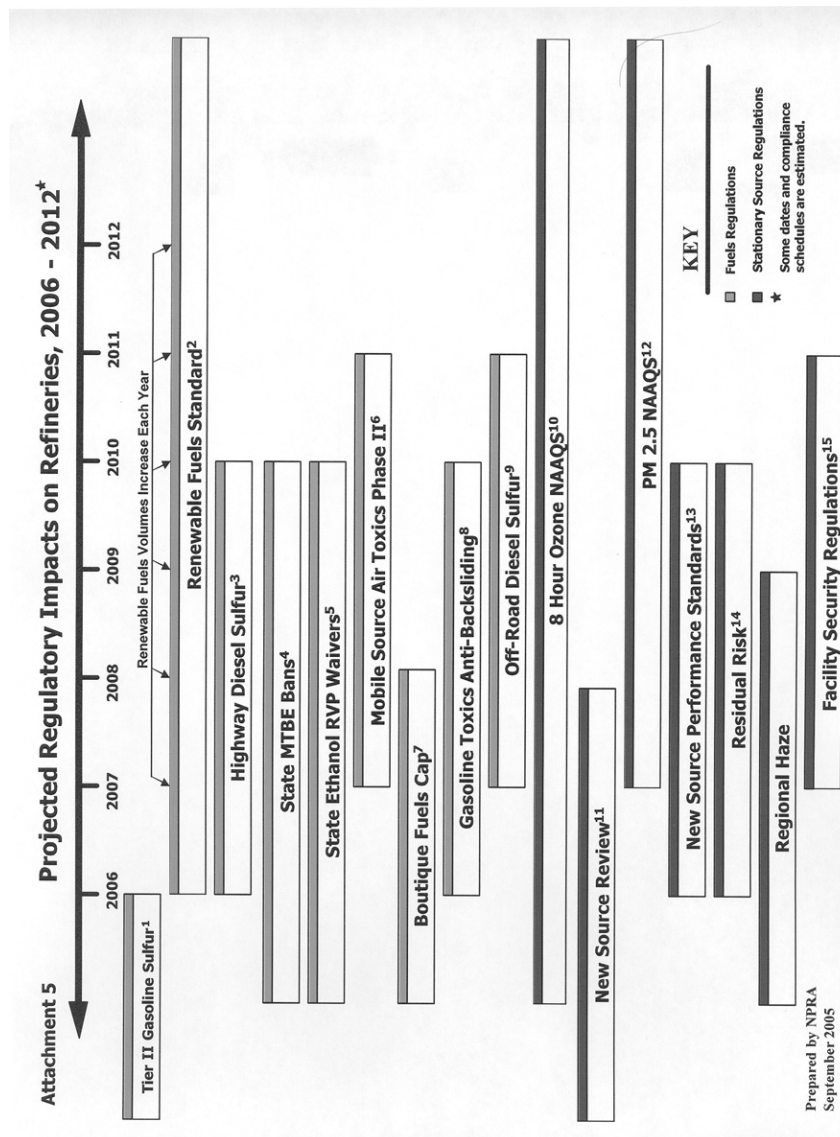 Attachment 5
Projected Regulatory Impacts on Refineries, 2006 - 2012*
2006 2007 2008 2009 2010 2011 2012
Renewable Fuels Volumes Increase Each Year
Tier II Gasoline Sulfur¹
Renewable Fuels Standard²
Highway Diesel Sulfur³
State MTBE Bans⁴
State Ethanol RVP Waivers⁵
Mobile Source Air Toxics Phase II⁶
Boutique Fuels Cap⁷
Gasoline Toxics Anti-Backsliding⁸
Off-Road Diesel Sulfur⁹
8 Hour Ozone NAAQS¹⁰
New Source Review¹¹
PM 2.5 NAAQS¹²
New Source Performance Standards¹³
Residual Risk¹⁴
Regional Haze
Facility Security Regulations¹⁵
KEY
Fuels Regulations
Stationary Source Regulations
* Some dates and compliance
schedules are estimated.
Prepared by NPRA
September 2005